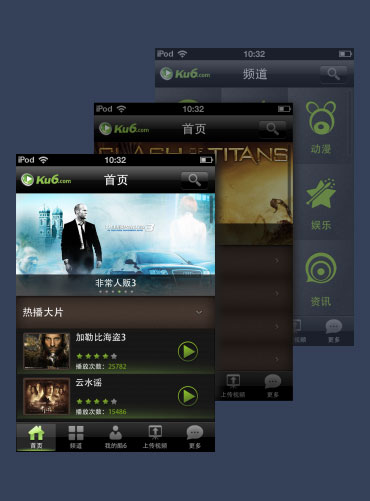 iPod 10:32
Ku6.com 频道
动漫
娱乐
资讯
视频 更多
iPod 10:32
Ku6.com 首页
CLASH OF TITANS
上传视频 更多
iPod 10:32
Ku6.com 首页
非常人贩3
热播大片
加勒比海盗3
播放次数: 25782
云水谣
播放次数: 15486
首页 频道 我的酷6 上传视频 更多